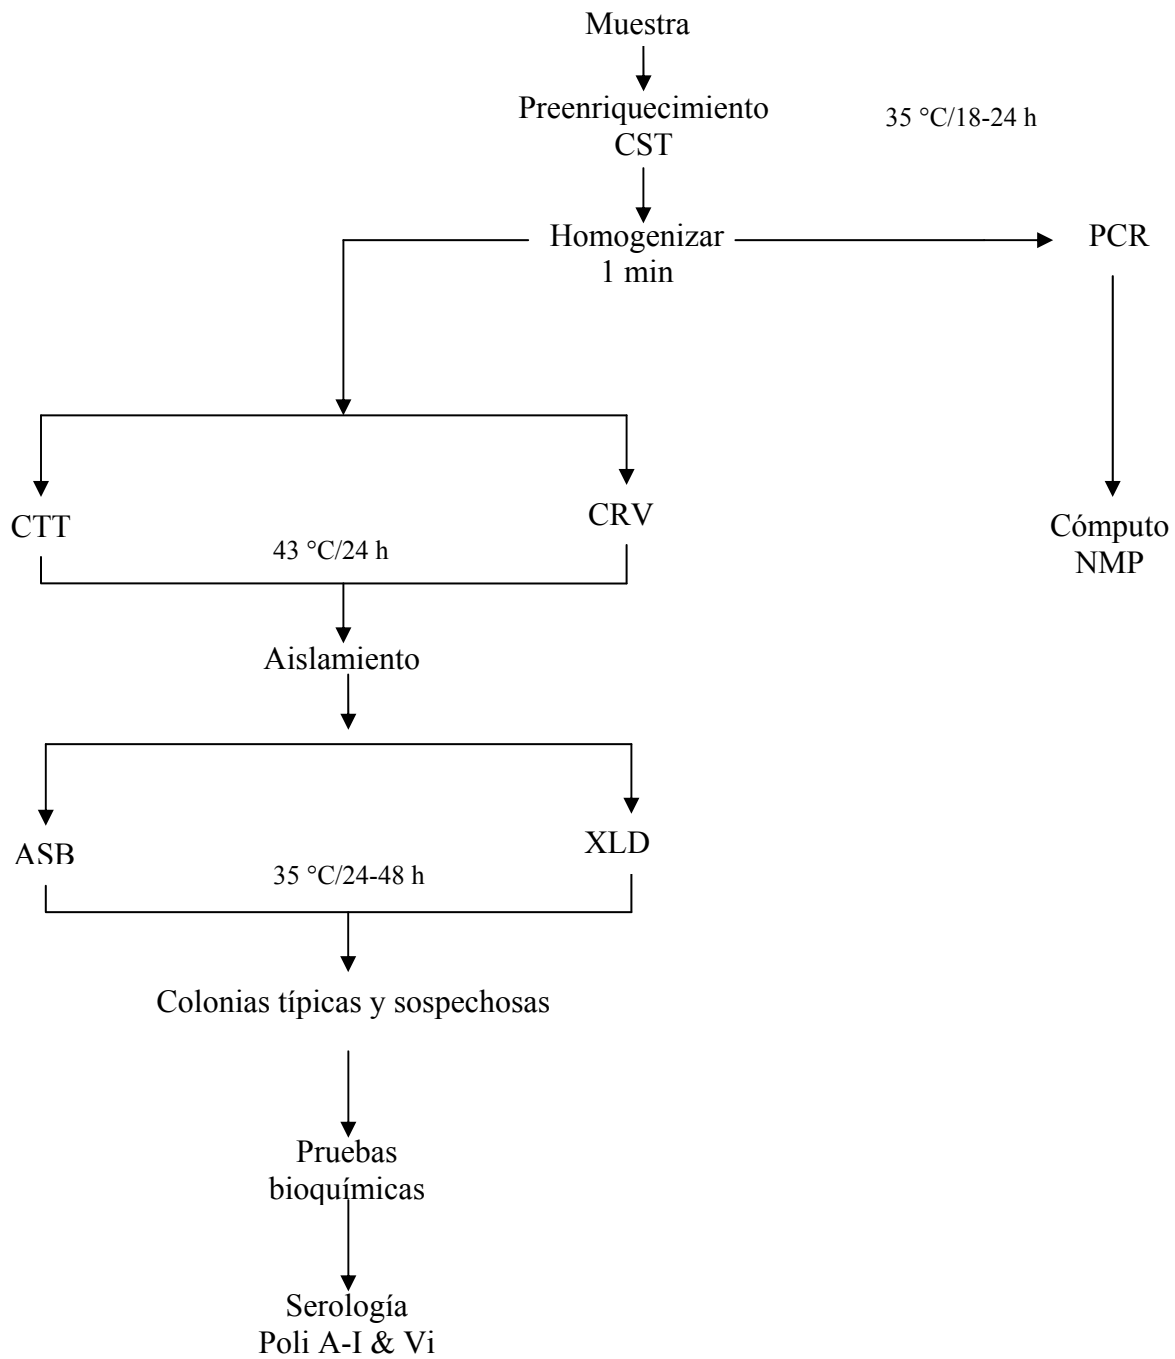 Muestra
Preenriquecimiento
CST
35 °C/18-24 h
Homogenizar
1 min
PCR
CTT
CRV
43 °C/24 h
Cómputo
NMP
Aislamiento
ASB
XLD
35 °C/24-48 h
Colonias típicas y sospechosas
Pruebas
bioquímicas
Serología
Poli A-I & Vi